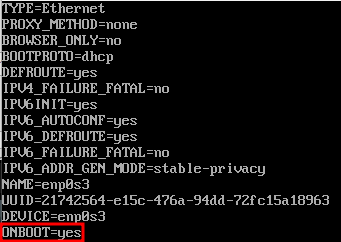 TYPE=Ethernet
PROXY_METHOD=none
BROWSER_ONLY=no
BOOTPROTO=dhcp
DEFROUTE=yes
IPV4_FAILURE_FATAL=no
IPV6INIT=yes
IPV6_AUTOCONF=yes
IPV6_DEFROUTE=yes
IPV6_FAILURE_FATAL=no
IPV6_ADDR_GEN_MODE=stable-privacy
NAME=enp0s3
UUID=21742564-e15c-476a-94dd-72fc15a18963
DEVICE=enp0s3
ONBOOT=yes